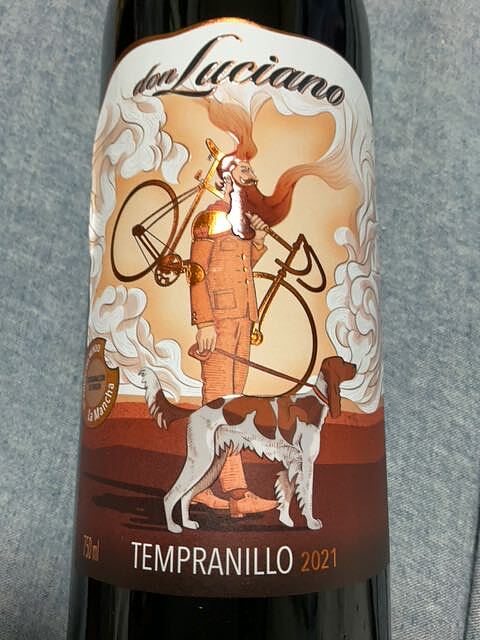 don Luciano
la Mancha
750 ml
TEMPRANILLO 2021